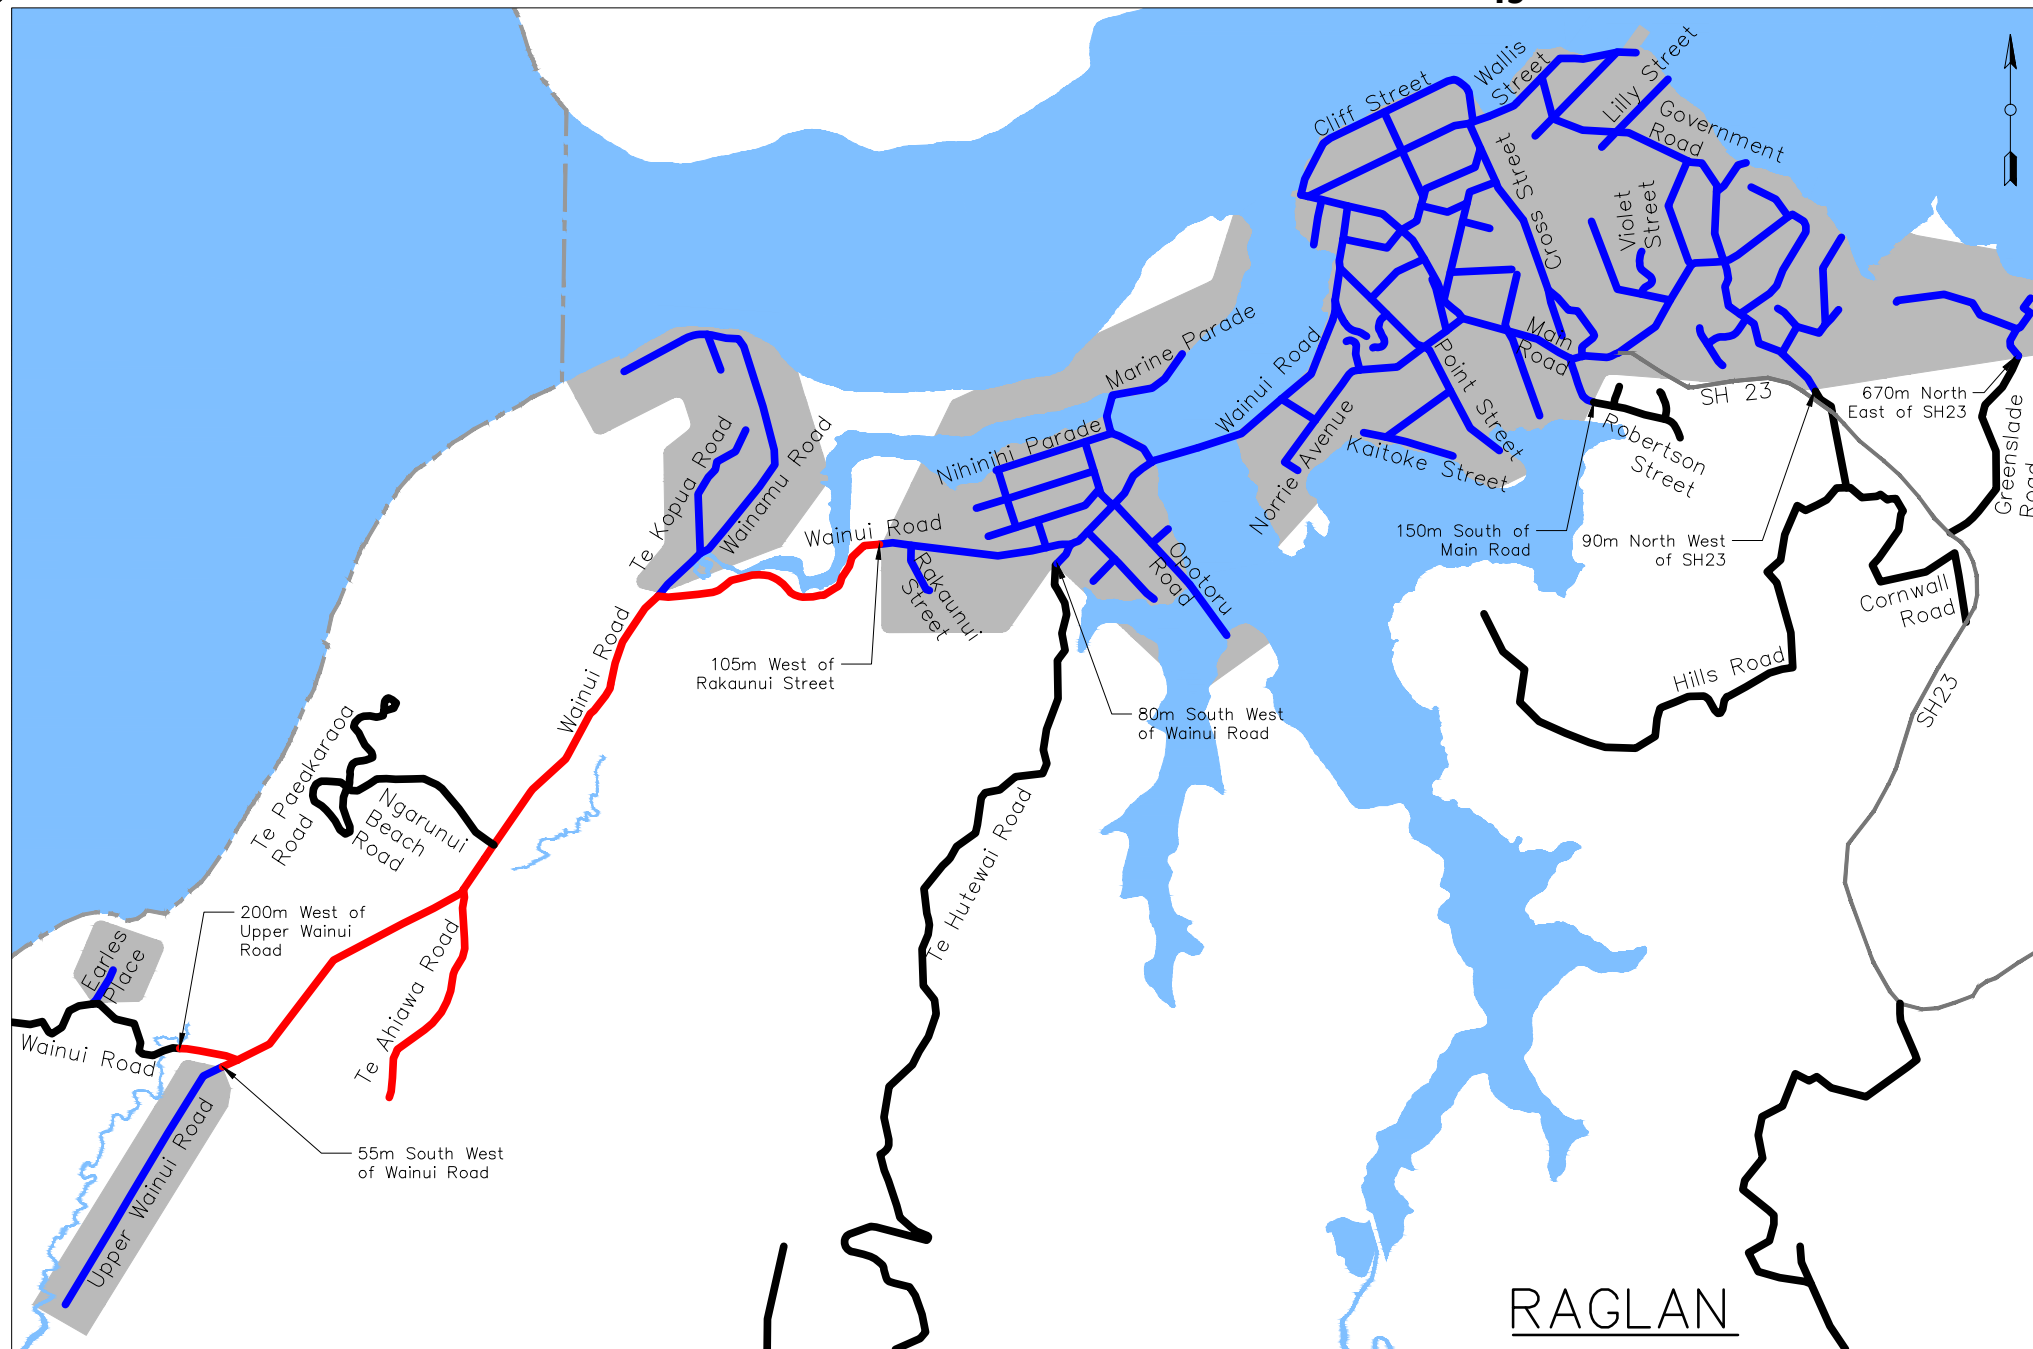 Wallis
Street
Cliff Street
Lilly Street
Government
Road
Cross Street
Violet
Street
Marine Parade
Wainui Road
Main
Road
SH 23
670m North
East of SH23
Point Street
Robertson
Street
Greenslade
Road
Te Kopua Road
Wainamu Road
Nihinihi Parade
Norrie Avenue
Kaitoke Street
Wainui Road
150m South of
Main Road
90m North West
of SH23
Rakaunui
Street
Opotoru
Road
Cornwall
Road
Wainui Road
105m West of
Rakaunui Street
Hills Road
SH23
80m South West
of Wainui Road
Te Paeakaraoa
Road
Ngarunui
Beach
Road
Te Hutewai Road
200m West of
Upper Wainui
Road
Earles
Place
Te Ahiawa Road
Wainui Road
55m South West
of Wainui Road
Upper Wainui Road
RAGLAN